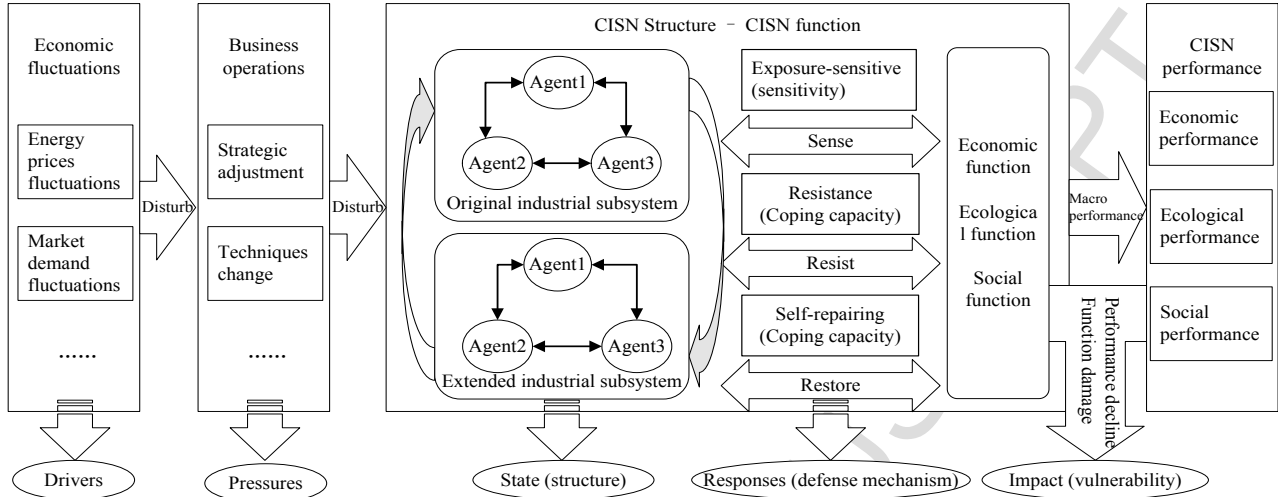 Economic
fluctuations
Energy
prices
fluctuations
Market
demand
fluctuations
......
Disturb
Business
operations
Strategic
adjustment
Techniques
change
......
Disturb
CISN Structure - CISN function
Agent1
Agent2
Agent3
Original industrial subsystem
Agent1
Agent2
Agent3
Extended industrial subsystem
Exposure-sensitive
(sensitivity)
Sense
Resistance
(Coping capacity)
Resist
Self-repairing
(Coping capacity)
Restore
Economic
function
Ecologica
l function
Social
function
Macro
performance
CISN
performance
Economic
performance
Ecological
performance
Social
performance
Performance decline
Function damage
Drivers
Pressures
State (structure)
Responses (defense mechanism)
Impact (vulnerability)